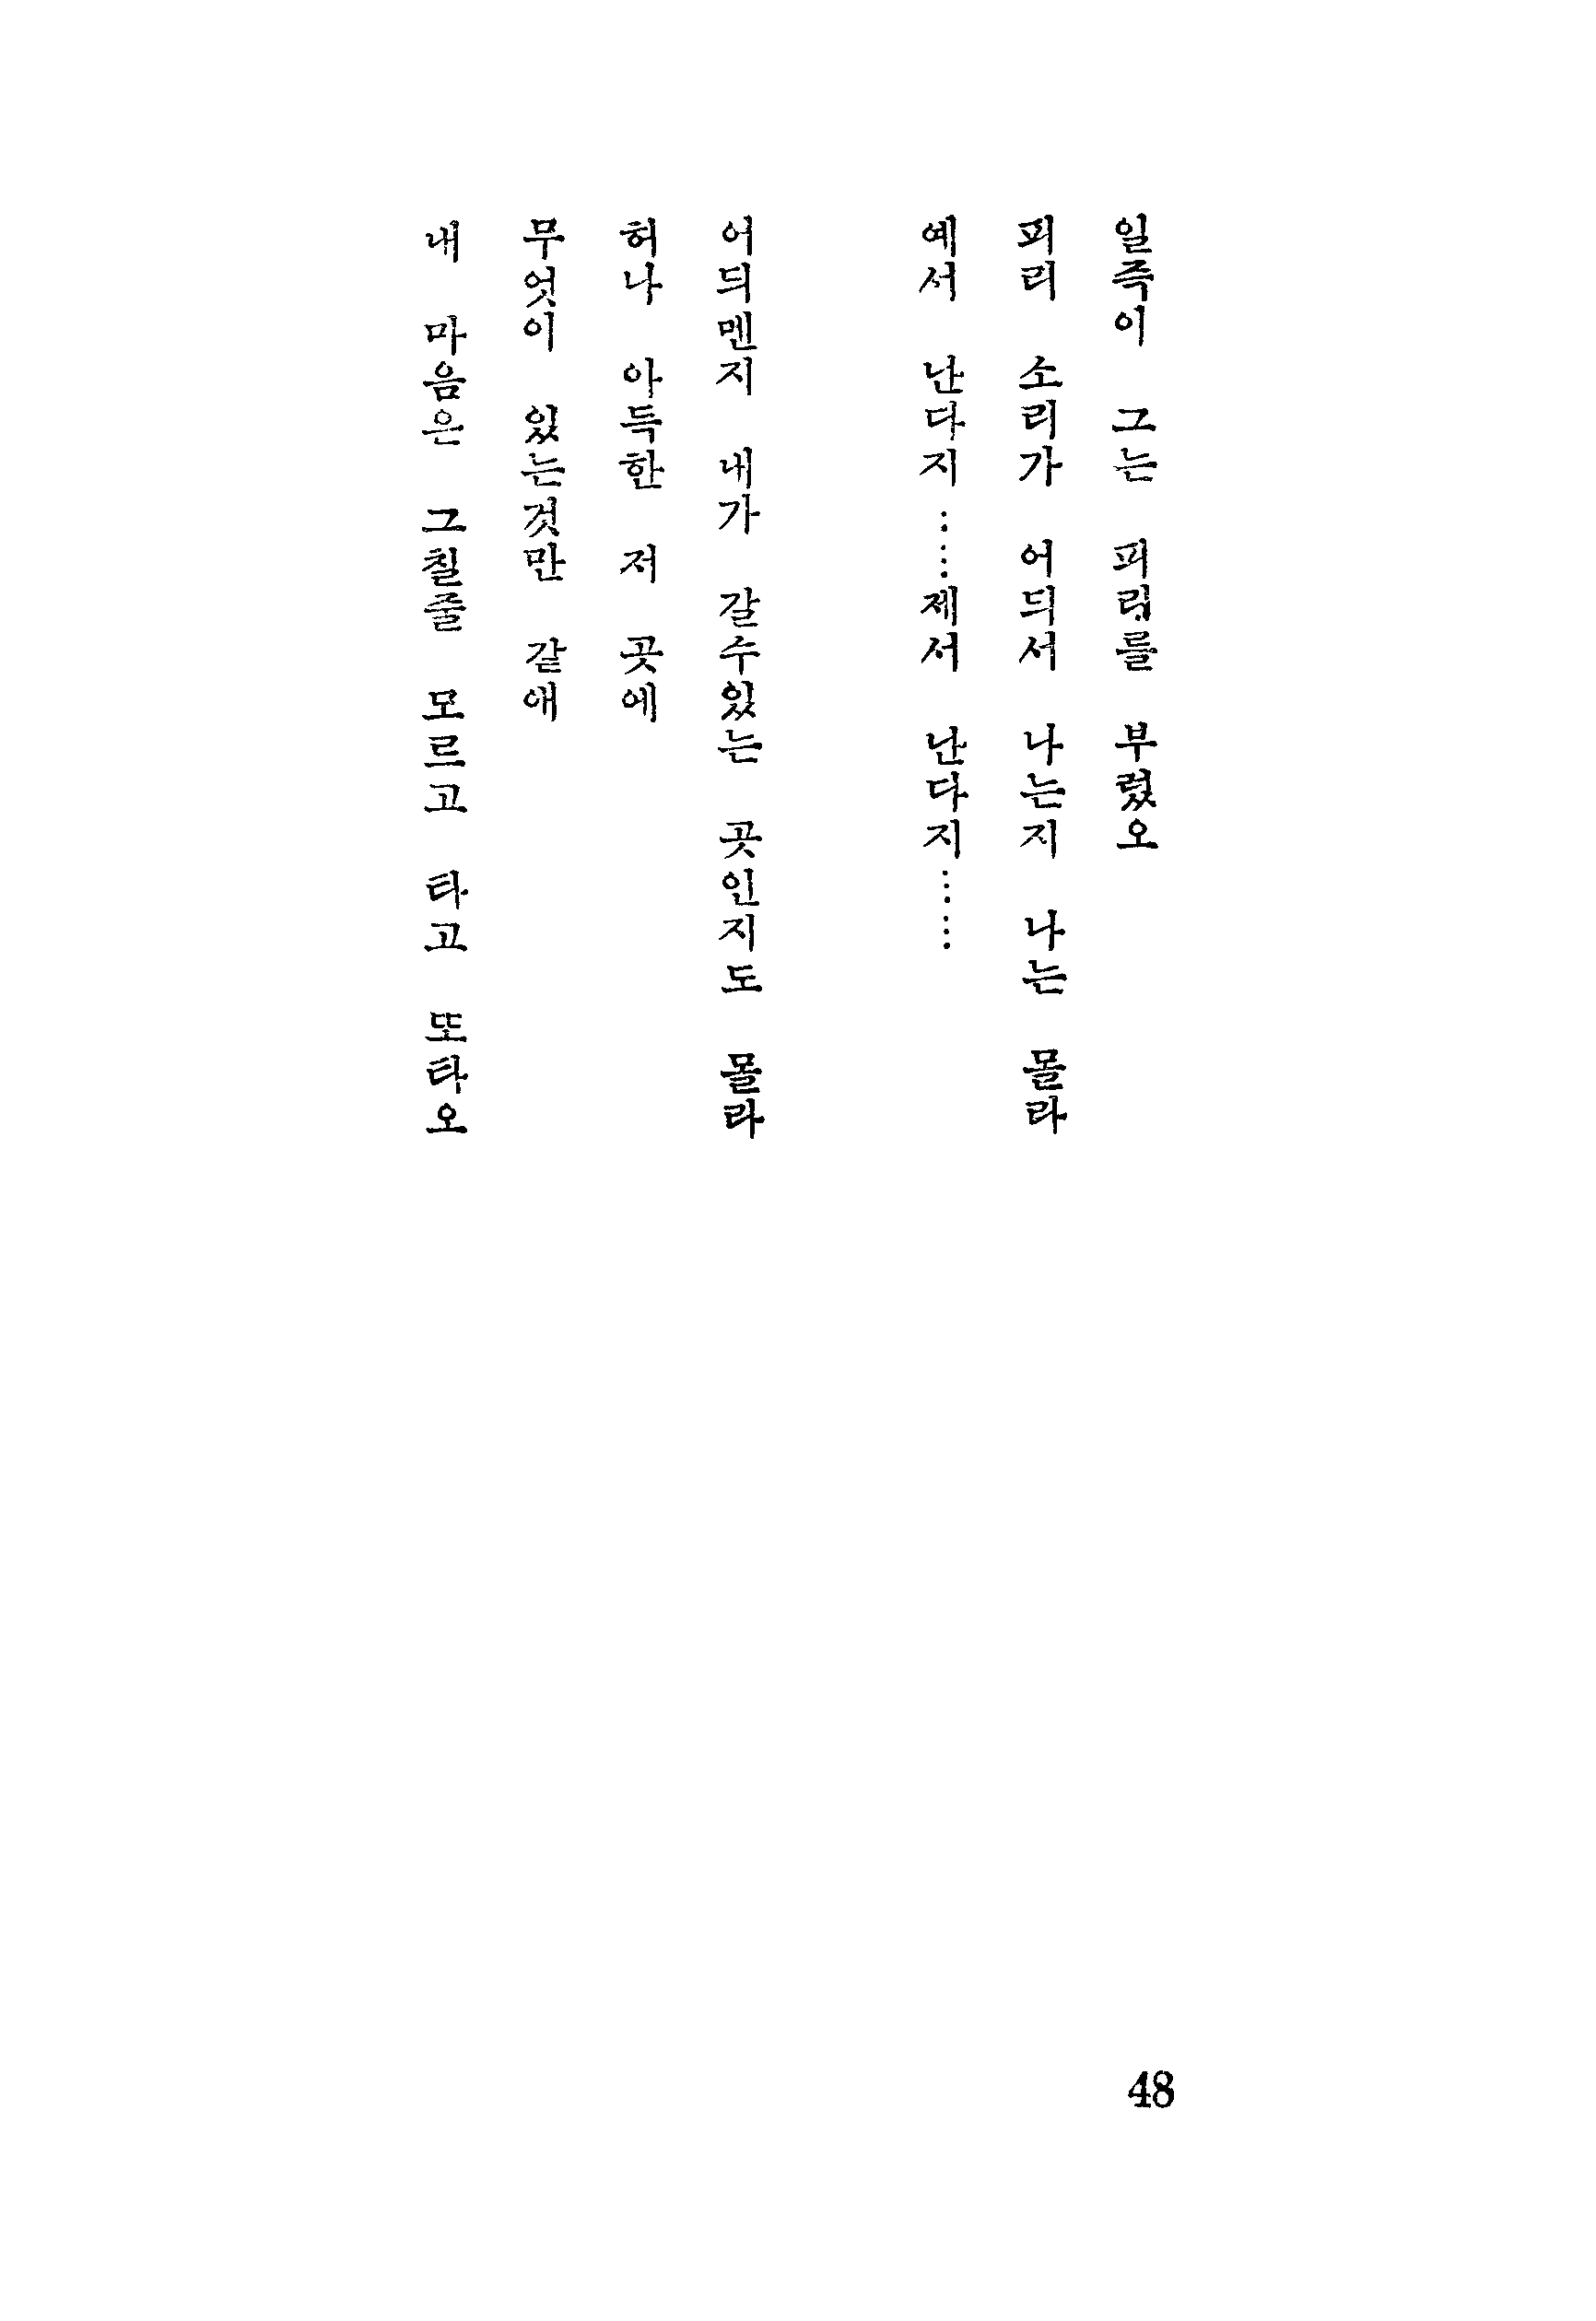 일즉이 그는 피리를 부렀오
피리 소리가 어듸서 나는지 나는 몰라
예서 난다지……제서 난다지……
어듸멘지 내가 갈수있는 곳인지도 몰라
허나 아득한 저 곳에
무엇이 있는것만 같애
내 마음은 그칠줄 모르고 타고 또타오
48